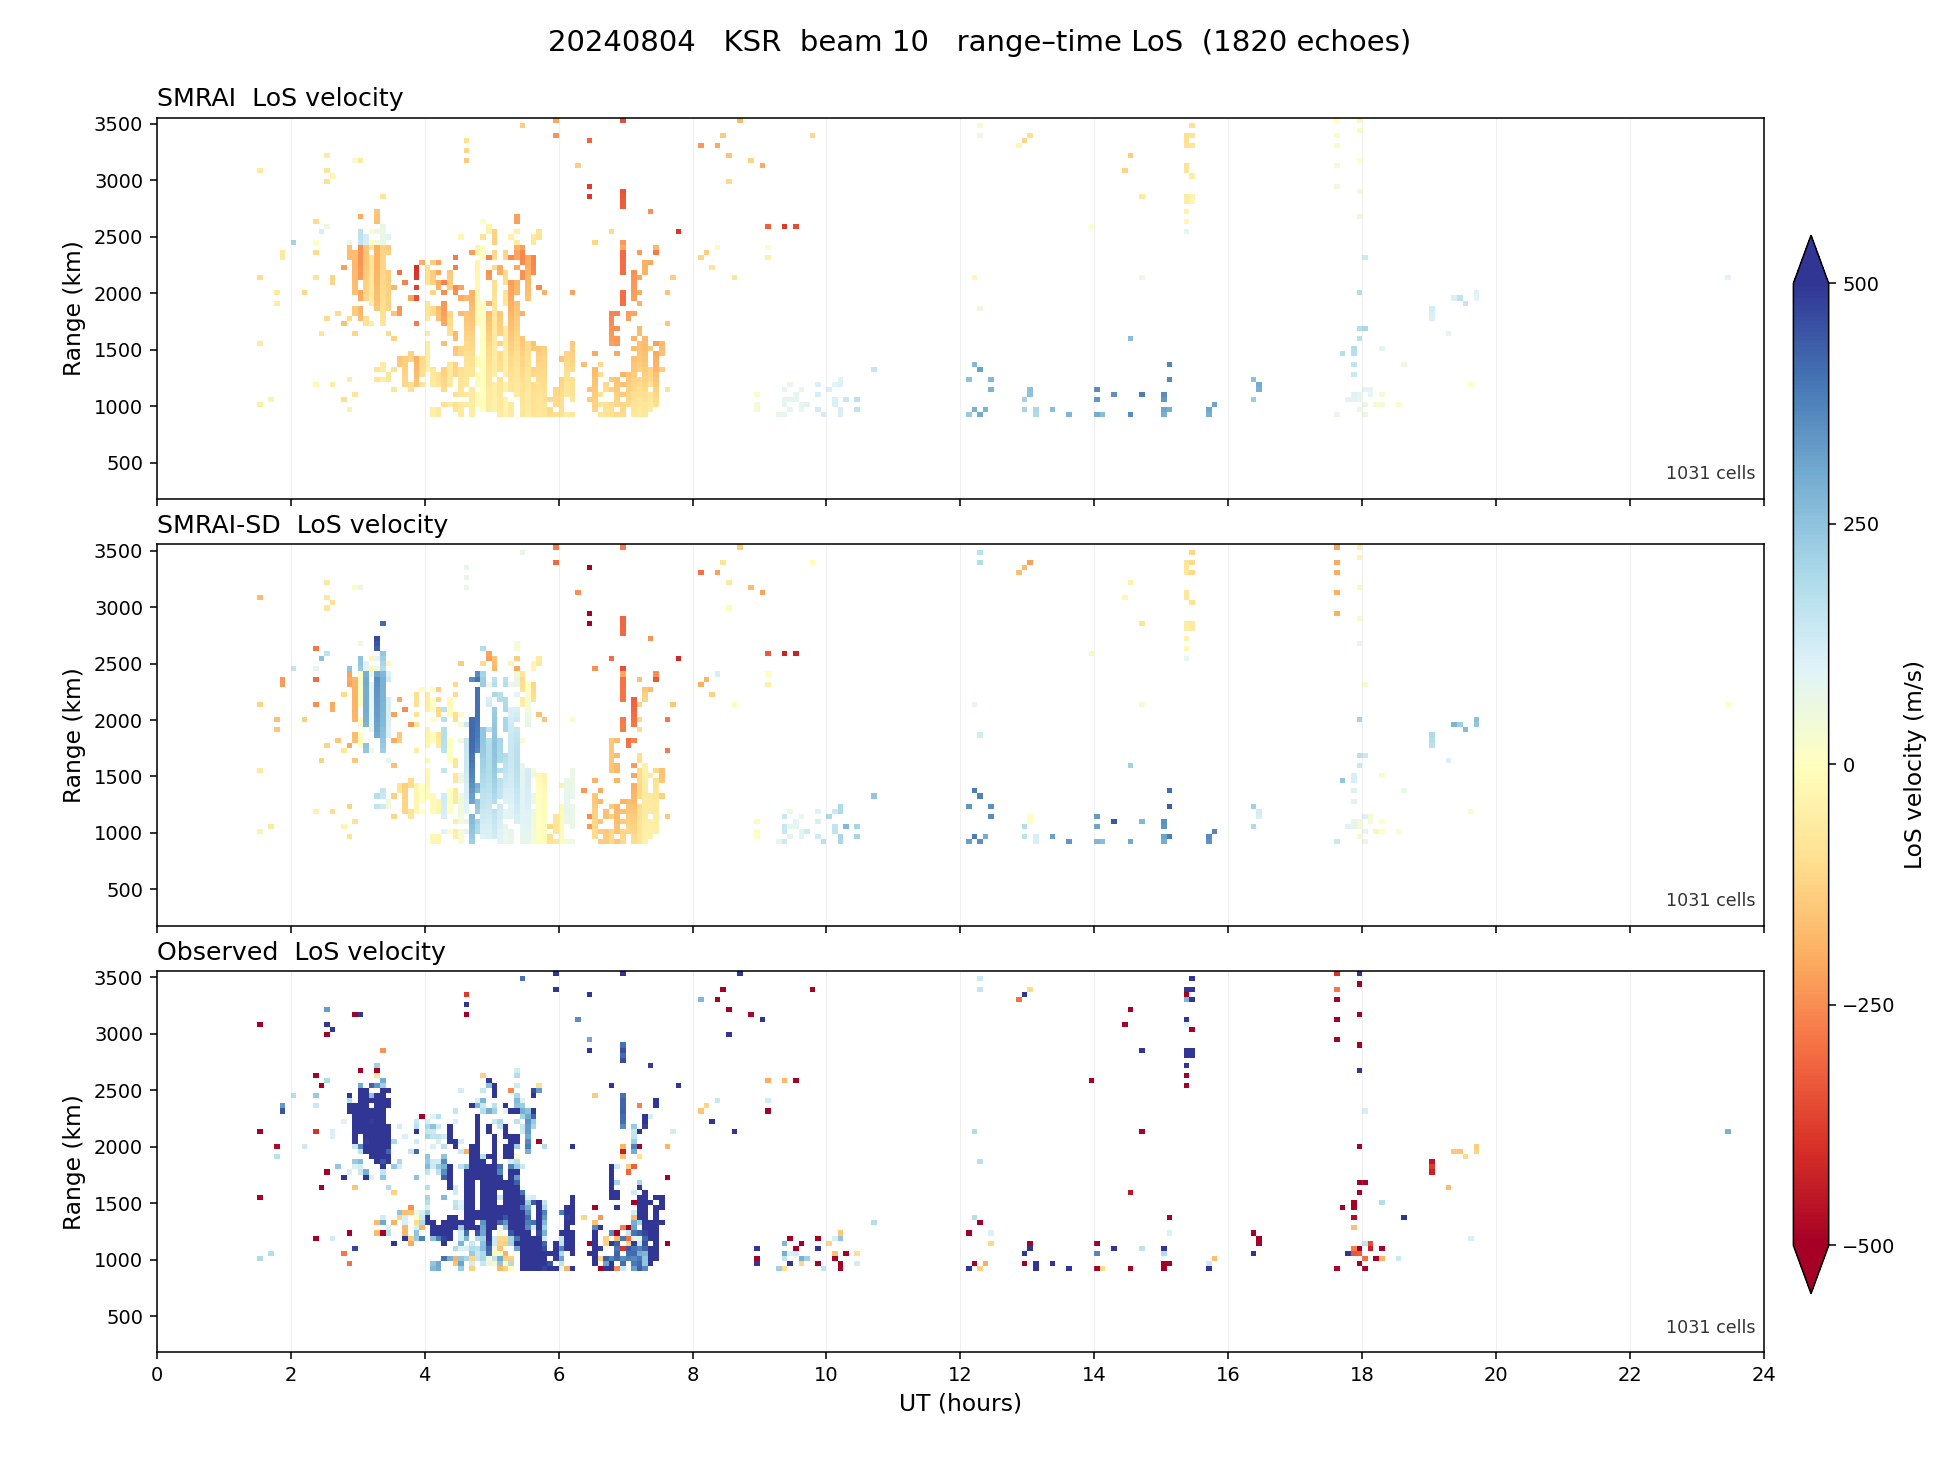 20240804   KSR  beam 10   range–time LoS  (1820 echoes)
SMRAI  LoS velocity
3500
3000
2500
2000
1500
1000
500
Range (km)
1031 cells
SMRAI-SD  LoS velocity
3500
3000
2500
2000
1500
1000
500
Range (km)
1031 cells
Observed  LoS velocity
3500
3000
2500
2000
1500
1000
500
Range (km)
1031 cells
0 2 4 6 8 10 12 14 16 18 20 22 24
UT (hours)
500
250
0
−250
−500
LoS velocity (m/s)